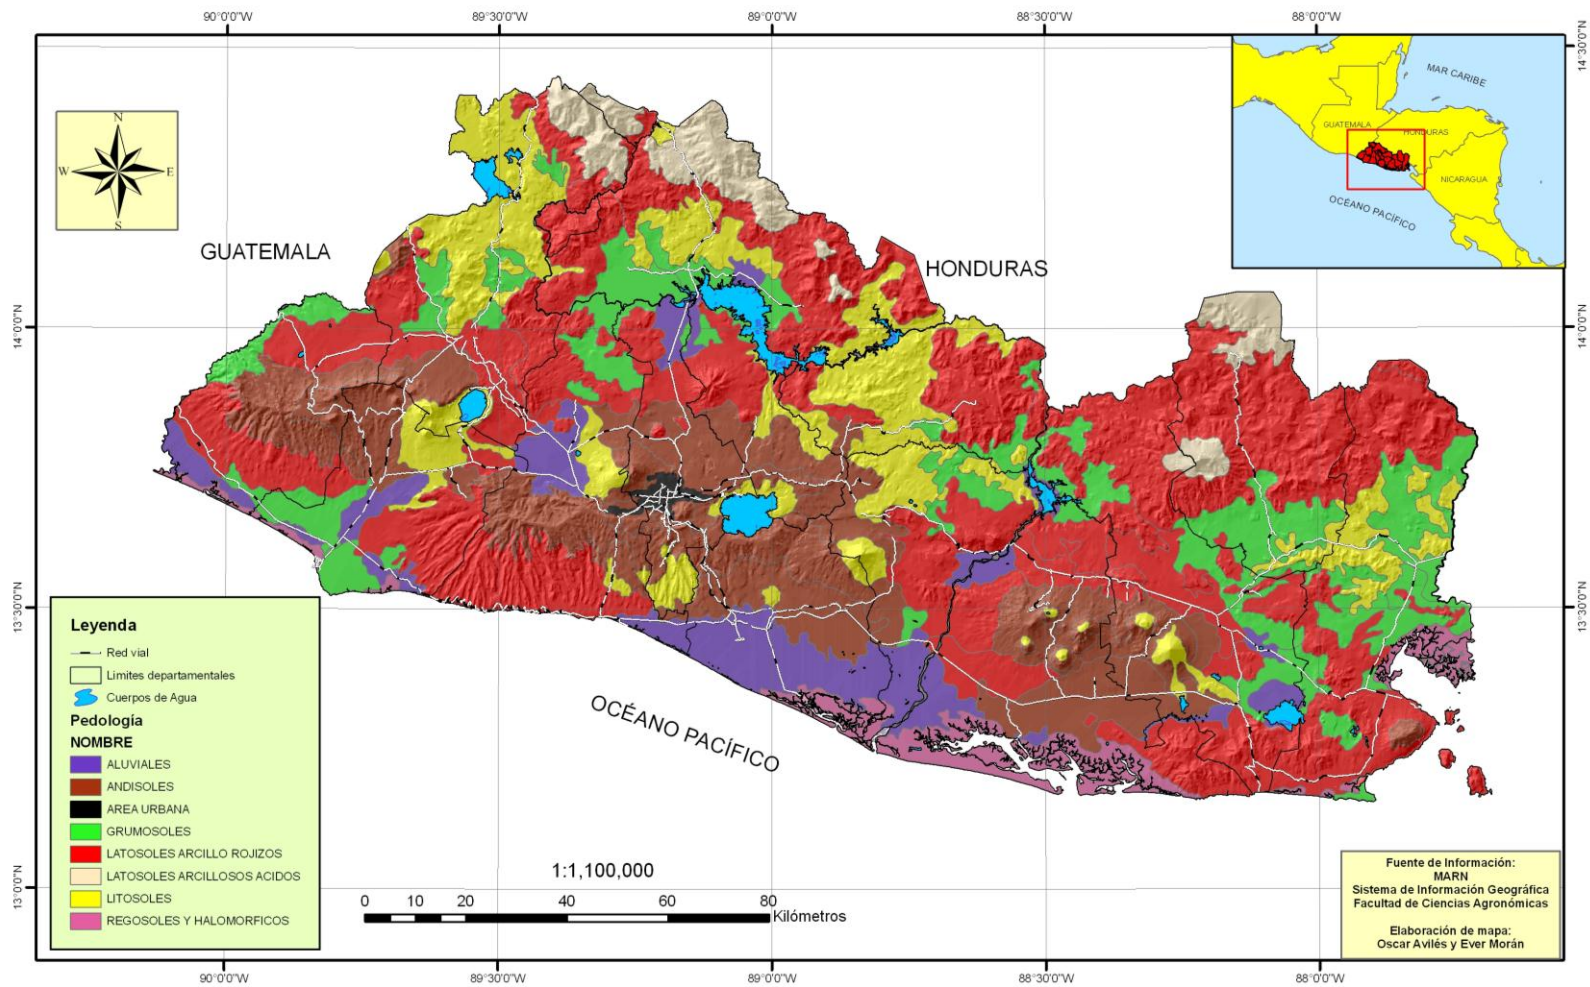 90°0'0"W
89°30'0"W
89°0'0"W
88°30'0"W
88°0'0"W
14°30'0"N
14°30'0"N
14°0'0"N
14°0'0"N
13°30'0"N
13°30'0"N
13°0'0"N
13°0'0"N
N
W
E
S
GUATEMALA
HONDURAS
OCÉANO PACÍFICO
MAR CARIBE
GUATEMALA
HONDURAS
NICARAGUA
OCÉANO PACÍFICO
Leyenda
Red vial
Limites departamentales
Cuerpos de Agua
Pedología
NOMBRE
ALUVIALES
ANDISOLES
AREA URBANA
GRUMOSOLES
LATOSOLES ARCILLO ROJIZOS
LATOSOLES ARCILLOSOS ACIDOS
LITOSOLES
REGOSOLES Y HALOMORFICOS
1:1,100,000
0 10 20 40 60 80
Kilómetros
Fuente de Información:
MARN
Sistema de Información Geográfica
Facultad de Ciencias Agronómicas
Elaboración de mapa:
Oscar Avilés y Ever Morán
90°0'0"W
89°30'0"W
89°0'0"W
88°30'0"W
88°0'0"W